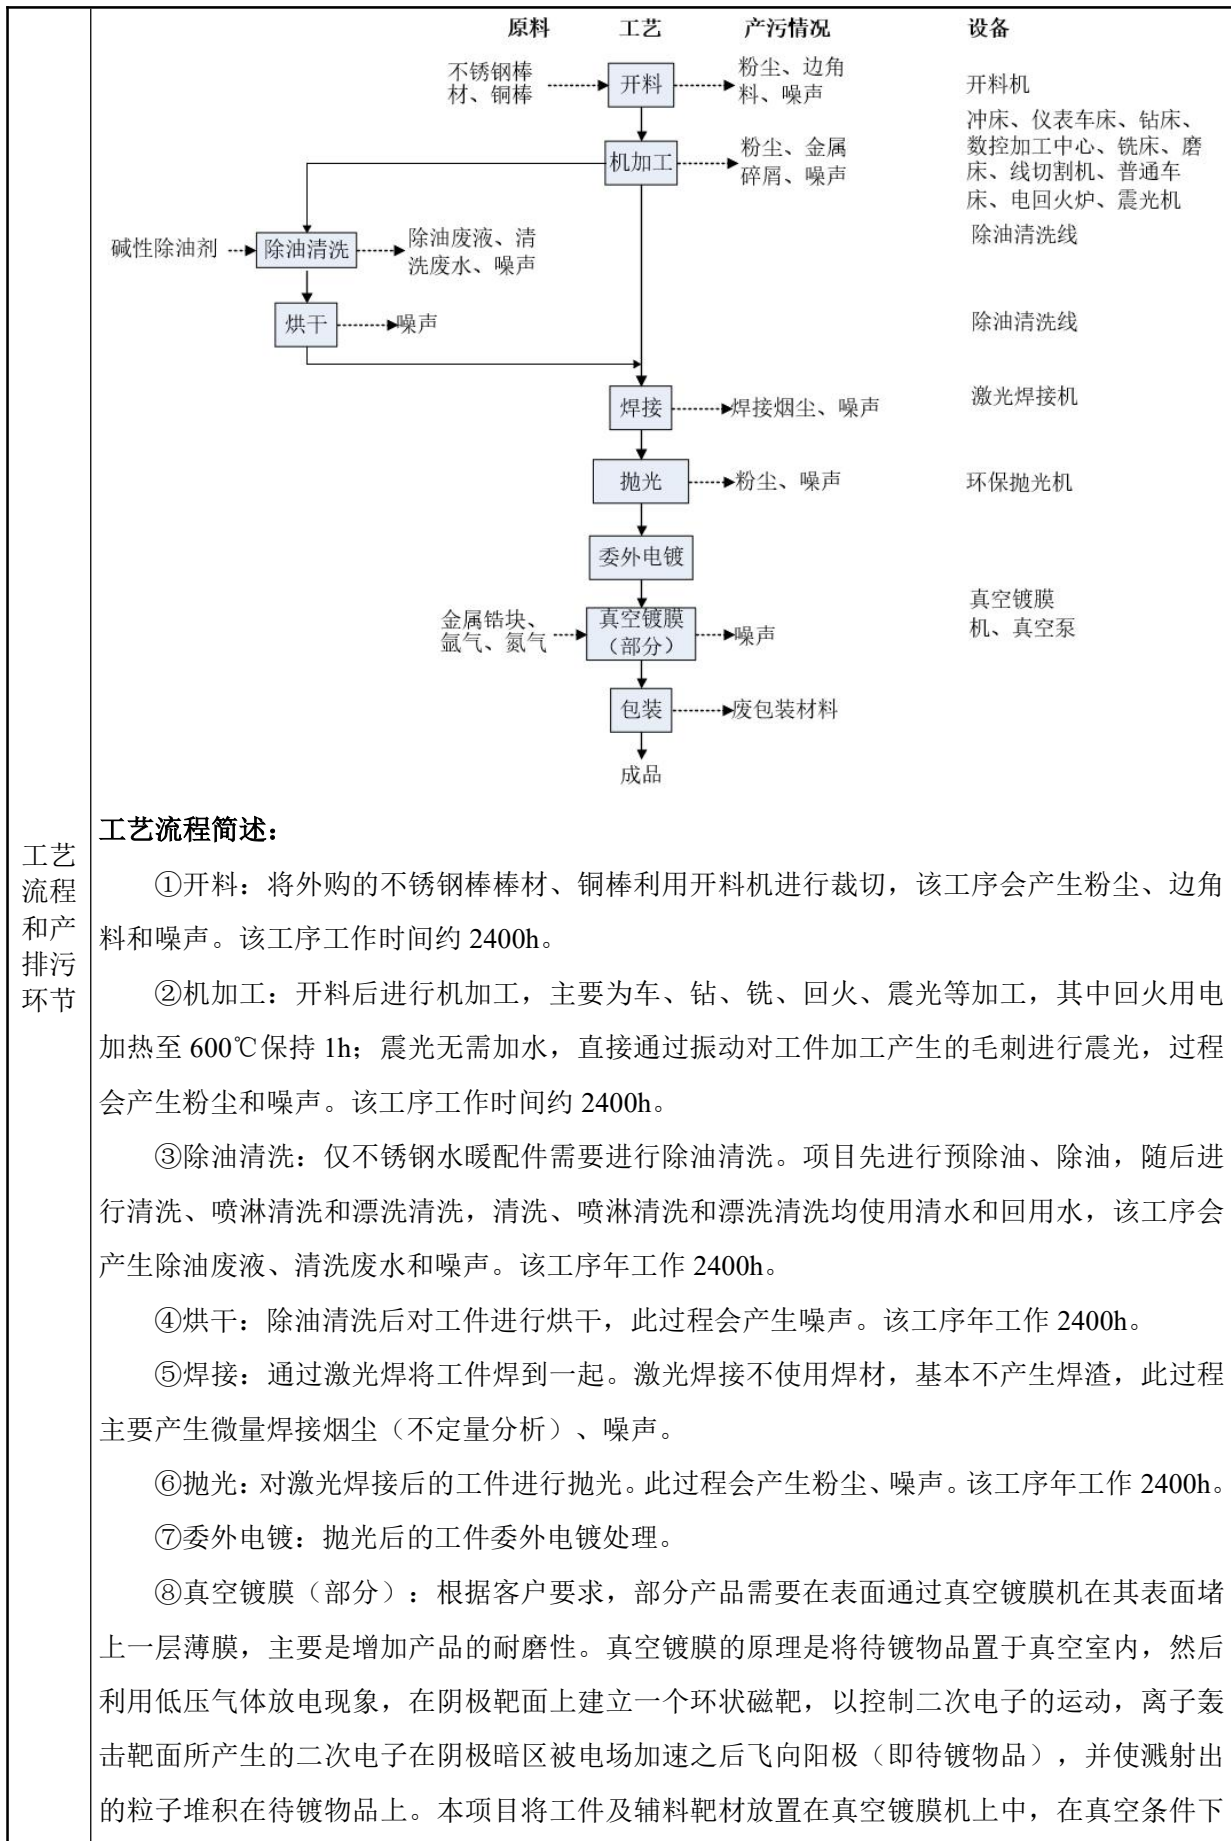 原料 工艺 产污情况 设备
不锈钢棒
材、铜棒
开料
粉尘、边角
料、噪声
开料机
机加工
粉尘、金属
碎屑、噪声
冲床、仪表车床、钻床、
数控加工中心、铣床、磨
床、线切割机、普通车
床、电回火炉、震光机
碱性除油剂
除油清洗
除油废液、清
洗废水、噪声
除油清洗线
烘干
噪声
除油清洗线
焊接
焊接烟尘、噪声
激光焊接机
抛光
粉尘、噪声
环保抛光机
委外电镀
金属锆块、
氩气、氮气
真空镀膜
（部分）
噪声
真空镀膜
机、真空泵
包装
废包装材料
成品
工艺
流程
和产
排污
环节
工艺流程简述：
①开料：将外购的不锈钢棒棒材、铜棒利用开料机进行裁切，该工序会产生粉尘、边角
料和噪声。该工序工作时间约 2400h。
②机加工：开料后进行机加工，主要为车、钻、铣、回火、震光等加工，其中回火用电
加热至 600℃保持 1h；震光无需加水，直接通过振动对工件加工产生的毛刺进行震光，过程
会产生粉尘和噪声。该工序工作时间约 2400h。
③除油清洗：仅不锈钢水暖配件需要进行除油清洗。项目先进行预除油、除油，随后进
行清洗、喷淋清洗和漂洗清洗，清洗、喷淋清洗和漂洗清洗均使用清水和回用水，该工序会
产生除油废液、清洗废水和噪声。该工序年工作 2400h。
④烘干：除油清洗后对工件进行烘干，此过程会产生噪声。该工序年工作 2400h。
⑤焊接：通过激光焊将工件焊到一起。激光焊接不使用焊材，基本不产生焊渣，此过程
主要产生微量焊接烟尘（不定量分析）、噪声。
⑥抛光：对激光焊接后的工件进行抛光。此过程会产生粉尘、噪声。该工序年工作 2400h。
⑦委外电镀：抛光后的工件委外电镀处理。
⑧真空镀膜（部分）：根据客户要求，部分产品需要在表面通过真空镀膜机在其表面堵
上一层薄膜，主要是增加产品的耐磨性。真空镀膜的原理是将待镀物品置于真空室内，然后
利用低压气体放电现象，在阴极靶面上建立一个环状磁靶，以控制二次电子的运动，离子轰
击靶面所产生的二次电子在阴极暗区被电场加速之后飞向阳极（即待镀物品），并使溅射出
的粒子堆积在待镀物品上。本项目将工件及辅料靶材放置在真空镀膜机上中，在真空条件下